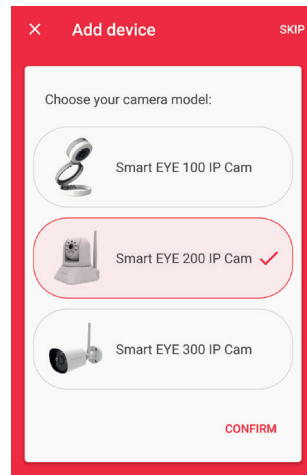 Add device
SKIP
Choose your camera model:
Smart EYE 100 IP Cam
Smart EYE 200 IP Cam
Smart EYE 300 IP Cam
CONFIRM